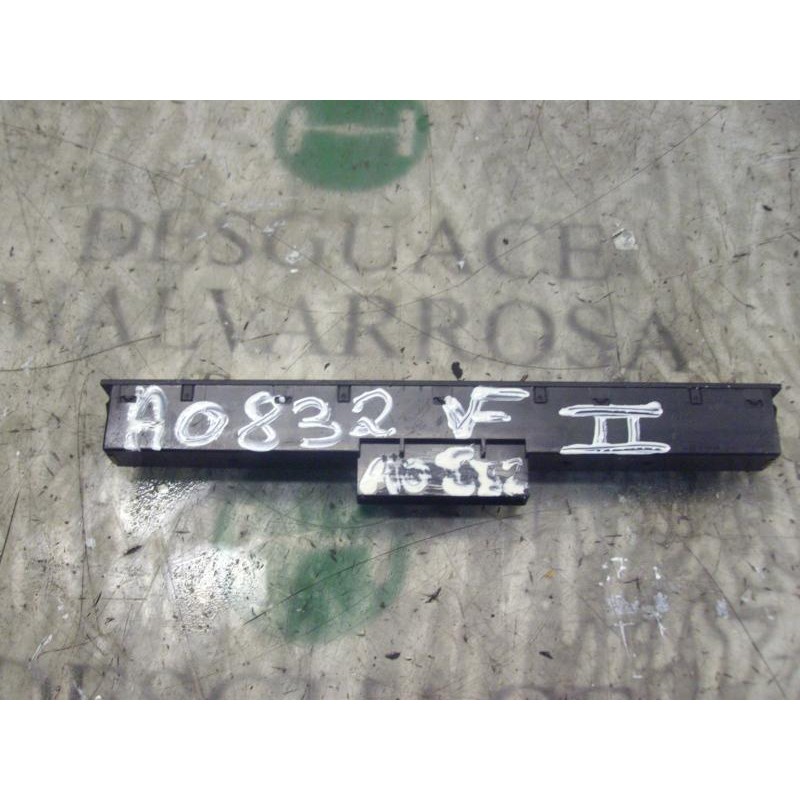 DESGUACE
VALVARROSA
A0832 VF II
A0832